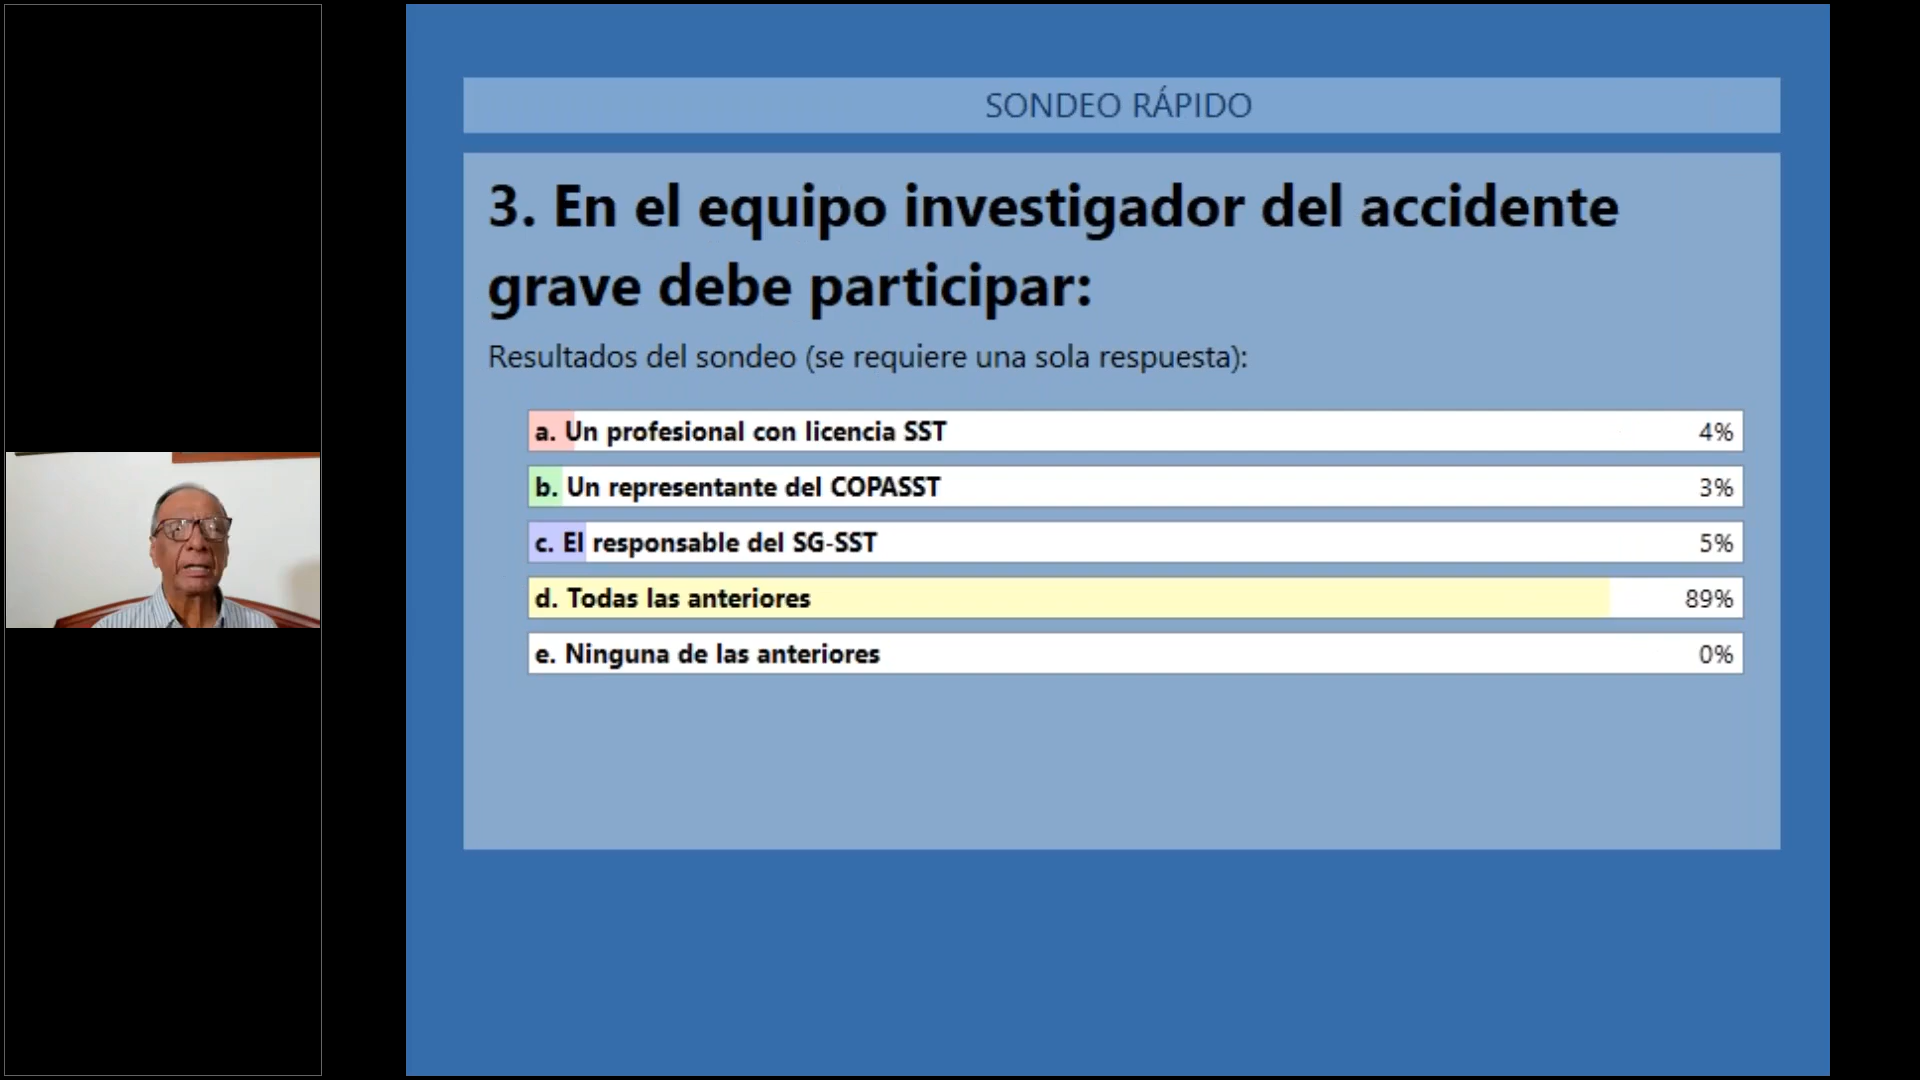 SONDEO RÁPIDO
3. En el equipo investigador del accidente
grave debe participar:
Resultados del sondeo (se requiere una sola respuesta):
a. Un profesional con licencia SST 4%
b. Un representante del COPASST 3%
c. El responsable del SG-SST 5%
d. Todas las anteriores 89%
e. Ninguna de las anteriores 0%